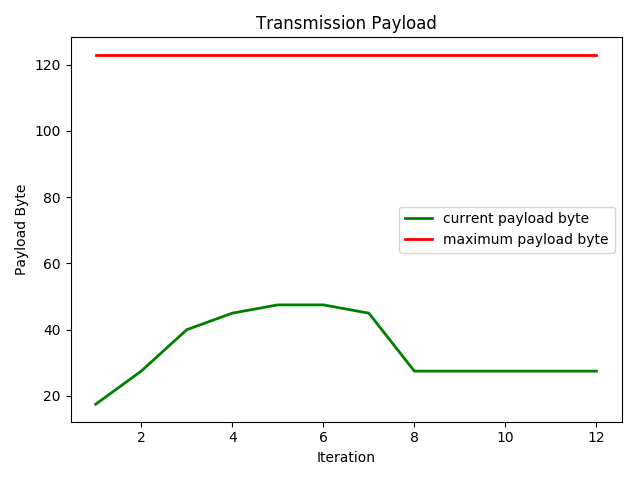 Transmission Payload
Payload Byte
120
100
80
60
40
20
current payload byte
maximum payload byte
2
4
6
8
10
12
Iteration